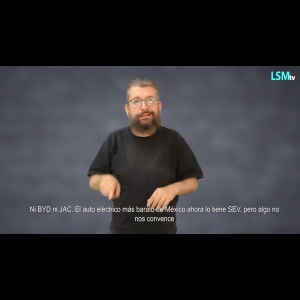 LSMtv
Ni BYD ni JAC. El auto eléctrico más barato de México ahora lo tiene SEV, pero algo no
nos convence